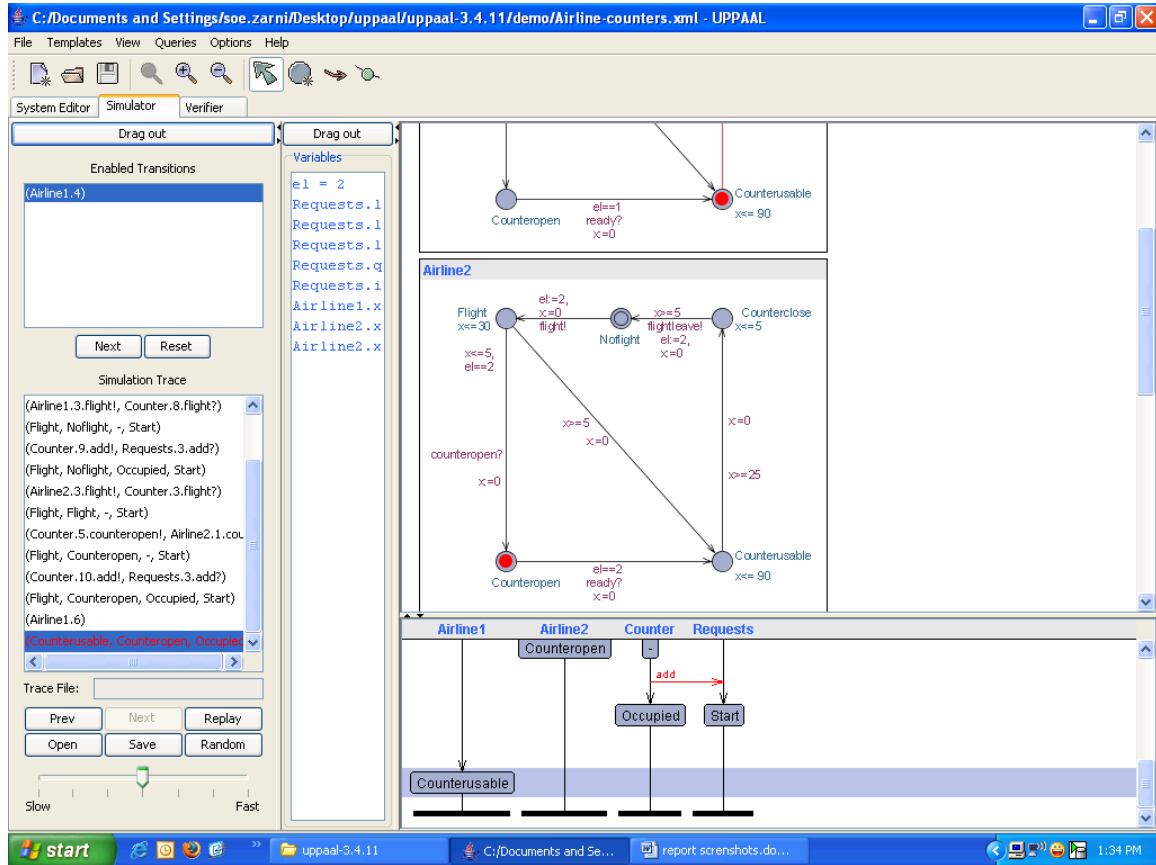 C:/Documents and Settings/soe.zarni/Desktop/uppaal/uppaal-3.4.11/demo/Airline-counters.xml - UPPAAL
File Templates View Queries Options Help
System Editor Simulator Verifier
Drag out
Enabled Transitions
(Airline1.4)
Next Reset
Simulation Trace
(Airline1.3.flight!, Counter.8.flight?)
(Flight, Noflight, -, Start)
(Counter.9.add!, Requests.3.add?)
(Flight, Noflight, Occupied, Start)
(Airline2.3.flight!, Counter.3.flight?)
(Flight, Flight, -, Start)
(Counter.5.counteropen!, Airline2.1.cou
(Flight, Counteropen, -, Start)
(Counter.10.add!, Requests.3.add?)
(Flight, Counteropen, Occupied, Start)
(Airline1.6)
(Counterusable, Counteropen, Occupied
Trace File:
Prev Next Replay
Open Save Random
Slow Fast
Drag out
Variables
el = 2
Requests.l
Requests.l
Requests.l
Requests.q
Requests.i
Airline1.x
Airline2.x
Airline2.x
Counteropen
el==1
ready?
x:=0
Counterusable
x<= 90
Airline2
Flight
x<=30
el:=2,
x:=0
flight!
Noflight
x>=5
flightleave!
el:=2,
x:=0
Counterclose
x<=5
x<=5,
el==2
x>=5
x:=0
x:=0
counteropen?
x:=0
x>=25
Counteropen
el==2
ready?
x:=0
Counterusable
x<= 90
Airline1 Airline2 Counter Requests
Counteropen -
add
Occupied Start
Counterusable
start
uppaal-3.4.11
C:/Documents and Se...
report screnshots.do...
1:34 PM